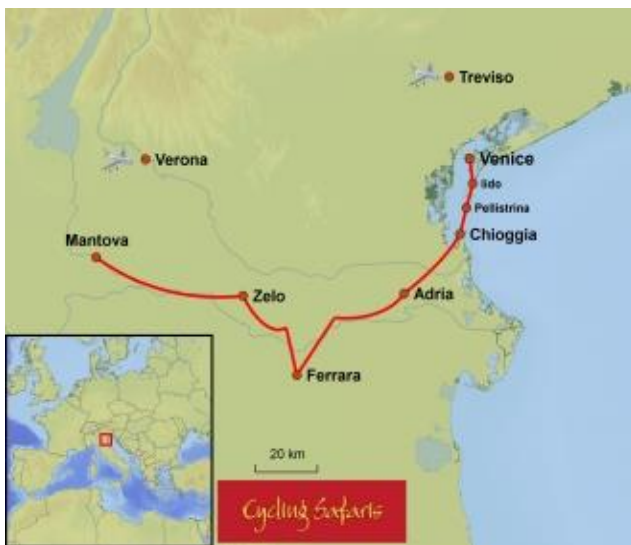 Treviso
Verona
Venice
lido
Pellistrina
Chioggia
Mantova
Zelo
Adria
Ferrara
20 km
Cycling Safaris